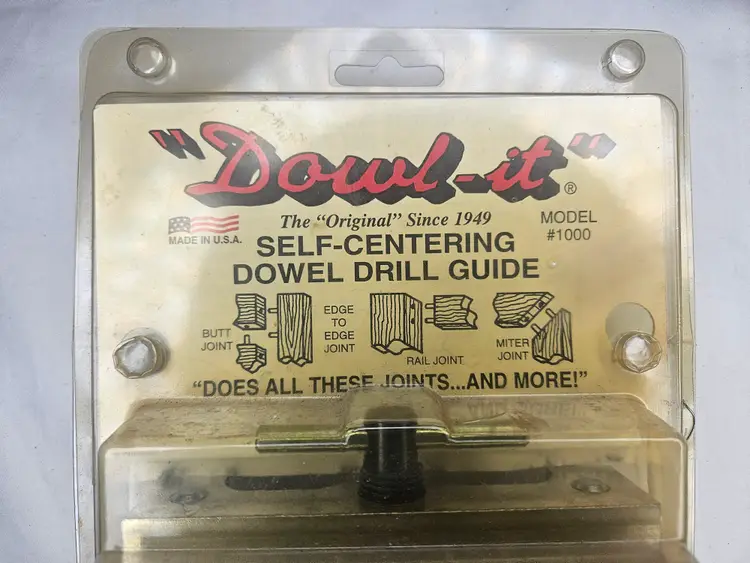 "Dowl-it"®
The "Original" Since 1949
MADE IN U.S.A.
MODEL
#1000
SELF-CENTERING
DOWEL DRILL GUIDE
BUTT
JOINT
EDGE
TO
EDGE
JOINT
RAIL JOINT
MITER
JOINT
"DOES ALL THESE JOINTS...AND MORE!"